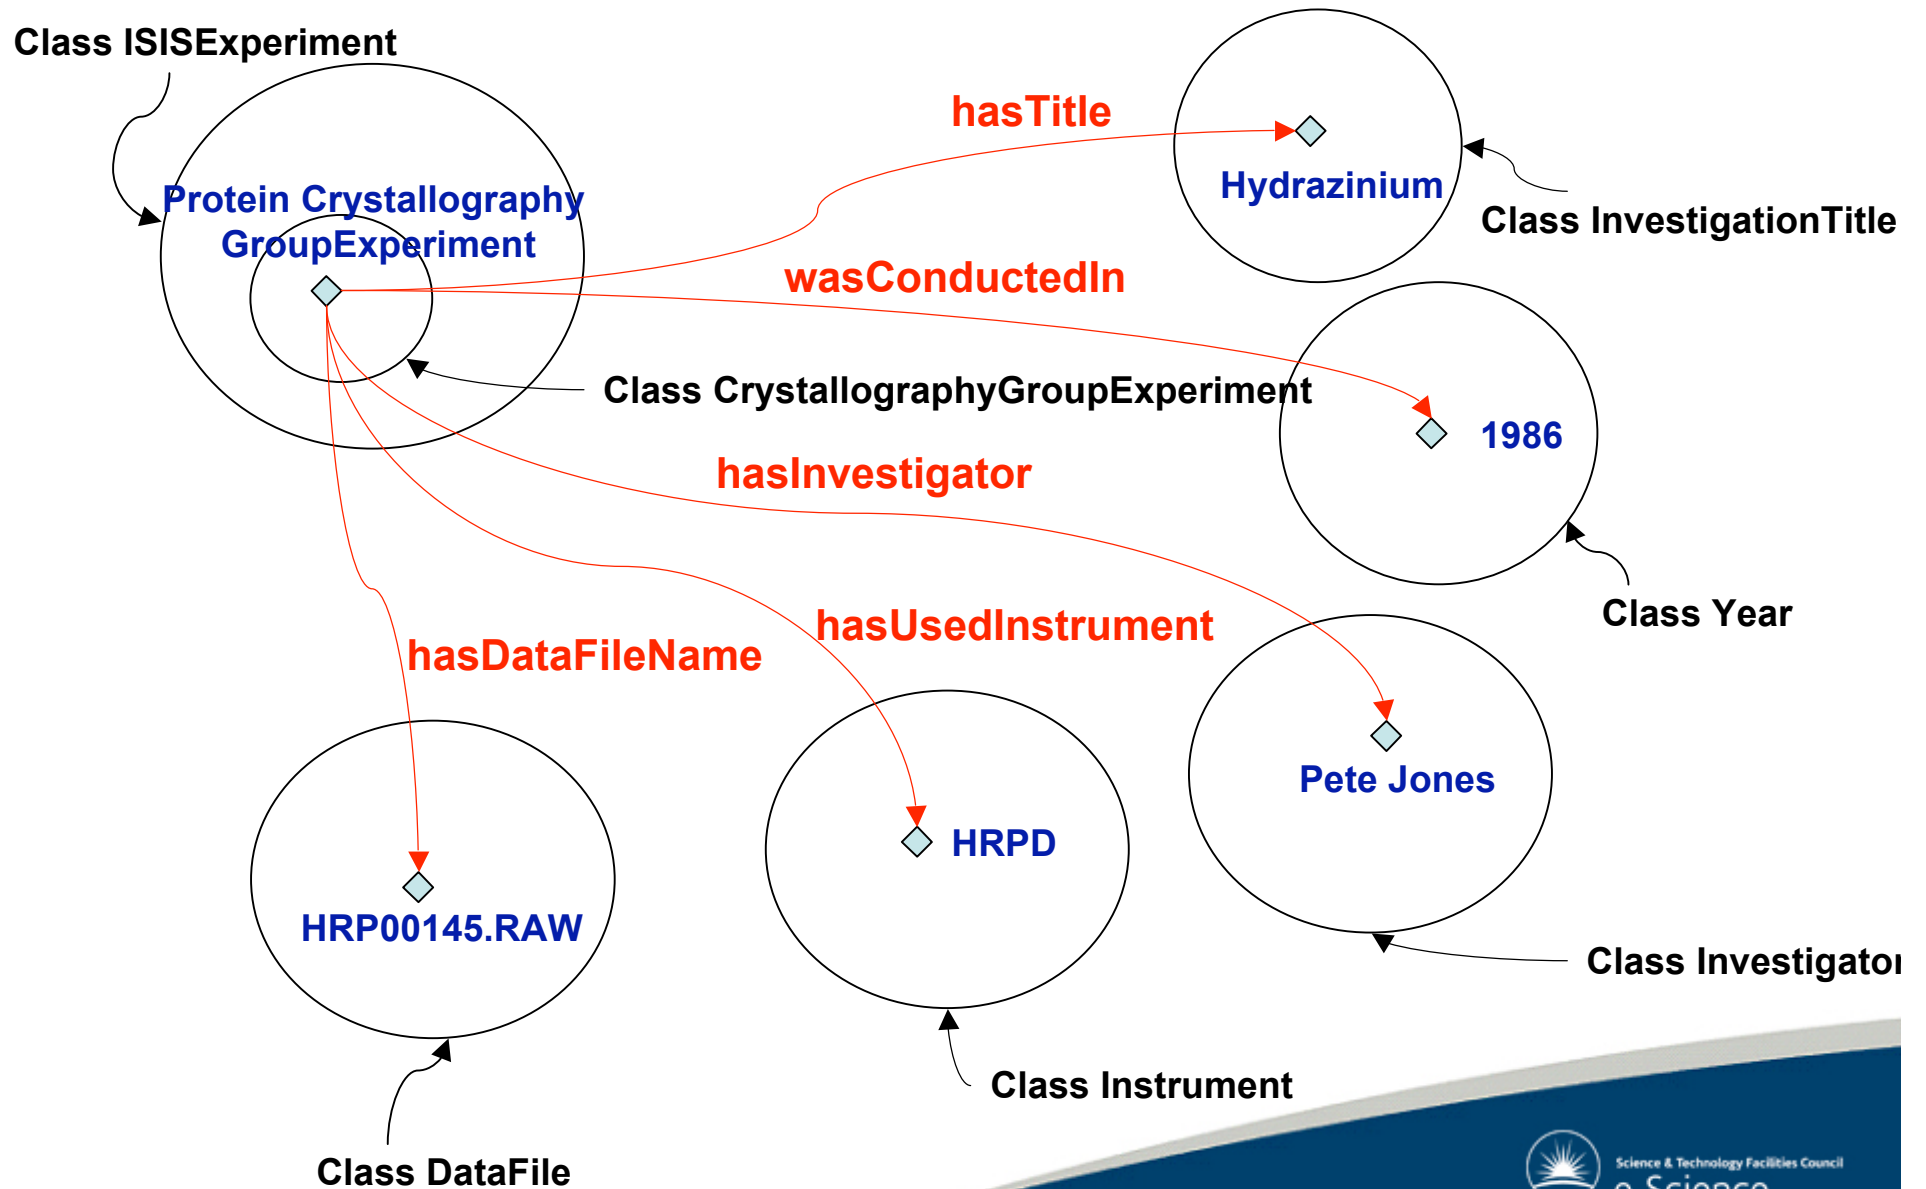 Class ISISExperiment
hasTitle
Protein Crystallography
GroupExperiment
Hydrazinium
Class InvestigationTitle
wasConductedIn
Class CrystallographyGroupExperiment
1986
hasInvestigator
Class Year
hasUsedInstrument
hasDataFileName
Pete Jones
HRPD
HRP00145.RAW
Class Investigator
Class Instrument
Class DataFile
Science & Technology Facilities Council
e-Science